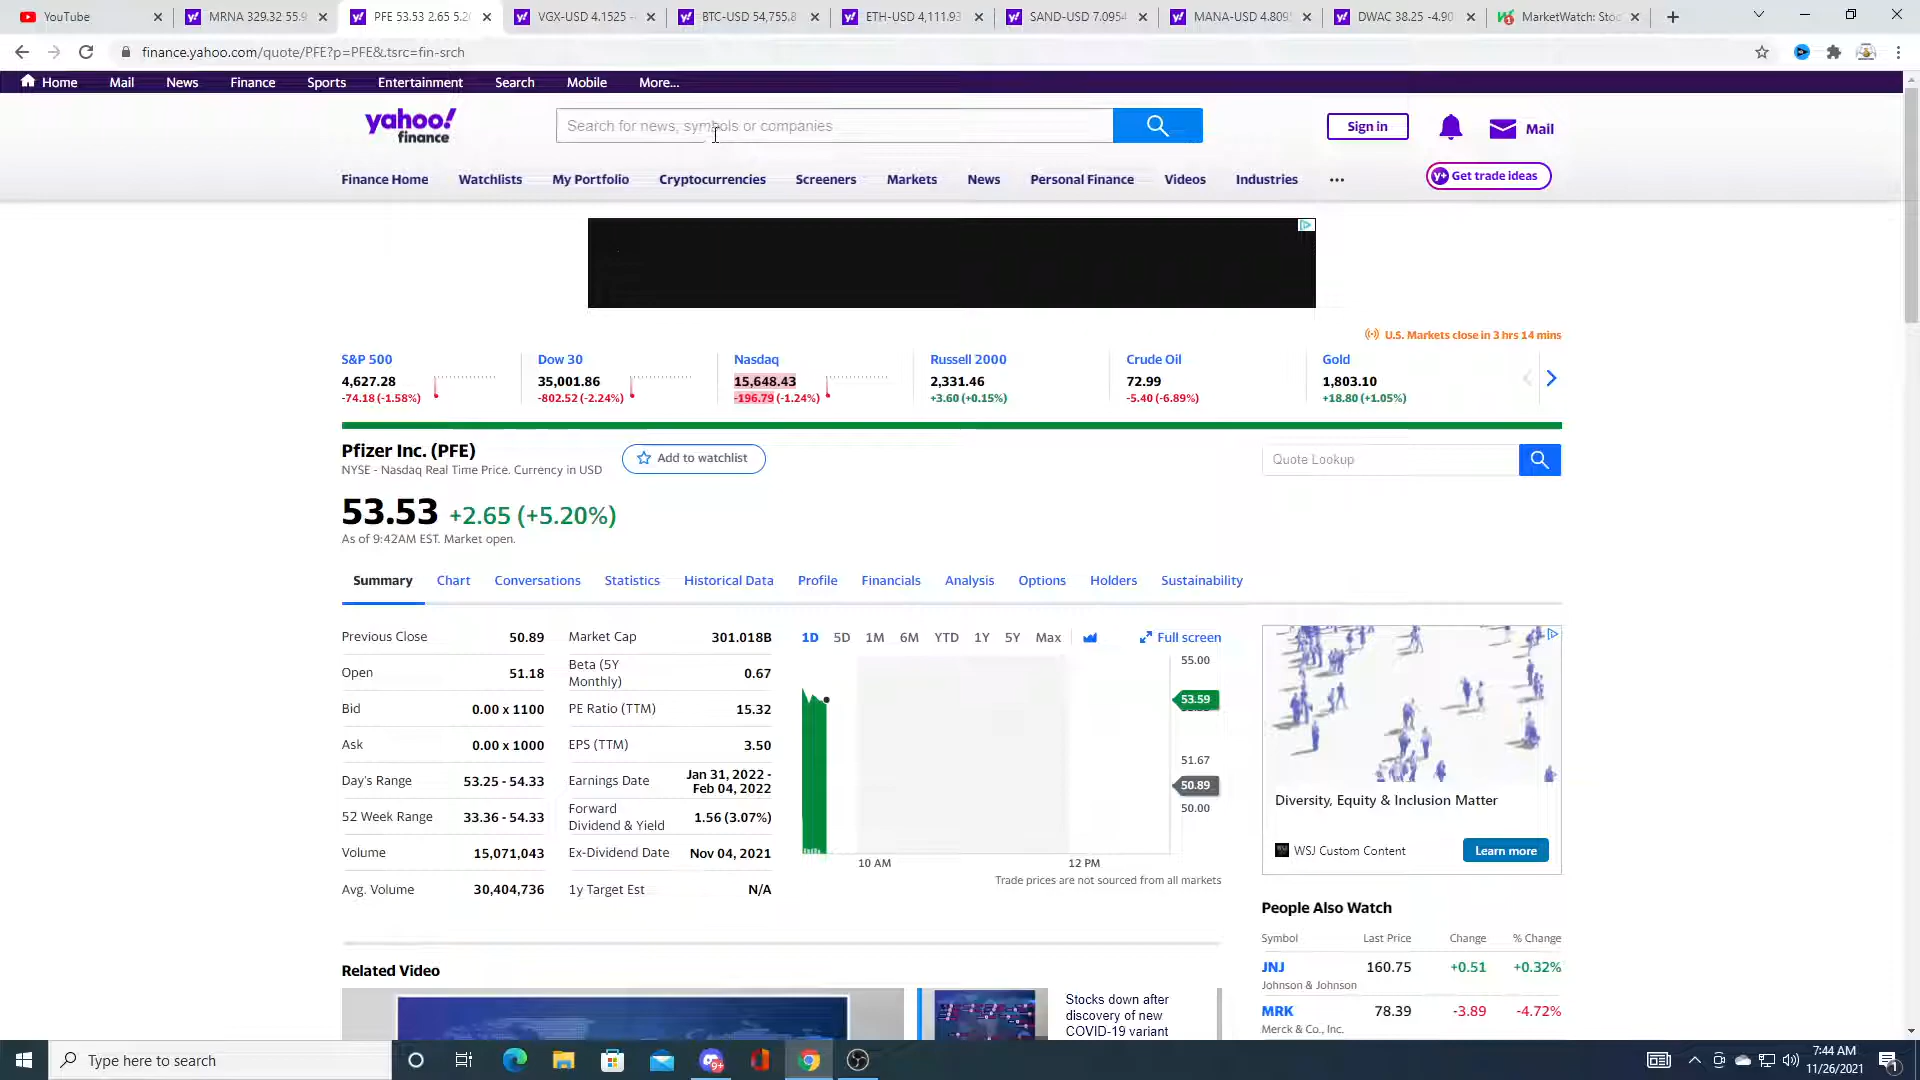 YouTube
MRNA 329.32 55.9
PFE 53.53 2.65 5.20
VGX-USD 4.1525
BTC-USD 54,755.8
ETH-USD 4,111.93
SAND-USD 7.0954
MANA-USD 4.809
DWAC 38.25 -4.90
MarketWatch: Stoc
finance.yahoo.com/quote/PFE?p=PFE&.tsrc=fin-srch
Home Mail News Finance Sports Entertainment Search Mobile More...
yahoo!
finance
Search for news, symbols or companies
Sign in
Mail
Finance Home Watchlists My Portfolio Cryptocurrencies Screeners Markets News Personal Finance Videos Industries ...
y+ Get trade ideas
U.S. Markets close in 3 hrs 14 mins
S&P 500
4,627.28
-74.18 (-1.58%)
Dow 30
35,001.86
-802.52 (-2.24%)
Nasdaq
15,648.43
-196.79 (-1.24%)
Russell 2000
2,331.46
+3.60 (+0.15%)
Crude Oil
72.99
-5.40 (-6.89%)
Gold
1,803.10
+18.80 (+1.05%)
Pfizer Inc. (PFE)
NYSE - Nasdaq Real Time Price. Currency in USD
Add to watchlist
Quote Lookup
53.53 +2.65 (+5.20%)
As of 9:42AM EST. Market open.
Summary Chart Conversations Statistics Historical Data Profile Financials Analysis Options Holders Sustainability
Previous Close 50.89
Open 51.18
Bid 0.00 x 1100
Ask 0.00 x 1000
Day's Range 53.25 - 54.33
52 Week Range 33.36 - 54.33
Volume 15,071,043
Avg. Volume 30,404,736
Market Cap 301.018B
Beta (5Y
Monthly) 0.67
PE Ratio (TTM) 15.32
EPS (TTM) 3.50
Earnings Date Jan 31, 2022 -
Feb 04, 2022
Forward
Dividend & Yield 1.56 (3.07%)
Ex-Dividend Date Nov 04, 2021
1y Target Est N/A
1D 5D 1M 6M YTD 1Y 5Y Max Full screen
55.00
53.59
51.67
50.89
50.00
10 AM 12 PM
Trade prices are not sourced from all markets
Diversity, Equity & Inclusion Matter
WSJ Custom Content
Learn more
People Also Watch
Symbol Last Price Change % Change
JNJ 160.75 +0.51 +0.32%
Johnson & Johnson
MRK 78.39 -3.89 -4.72%
Merck & Co., Inc.
Related Video
Stocks down after
discovery of new
COVID-19 variant
Type here to search
9+
7:44 AM
11/26/2021
1